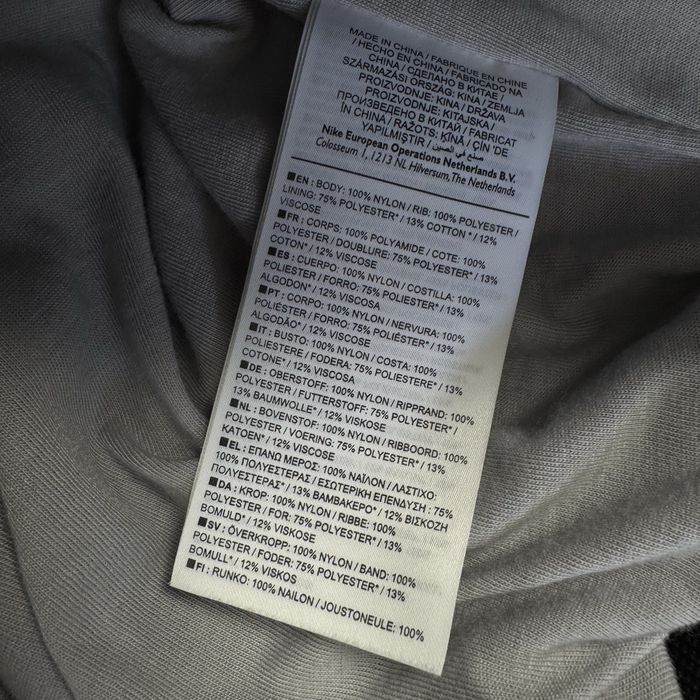 MADE IN CHINA / FABRIQUE EN CHINE
/ HECHO EN CHINA / FABRICADO NA
CHINA / СДЕЛАНО В КИТАЕ /
SZÁRMAZÁSI ORSZÁG: KÍNA / ZEMLJA
PROIZVODNJE: KINA / DRŽAVA
PROIZVODNJE: KITAJSKA /
ПРОИЗВЕДЕНО В КИТАЙ / FABRICAT
ÎN CHINA / RAŽOTS: ĶĪNĀ / ÇİN 'DE
YAPILMIŞTIR / صنع في الصين
Nike European Operations Netherlands B.V.
Colosseum 1, 1213 NL Hilversum, The Netherlands
■ EN : BODY: 100% NYLON / RIB: 100% POLYESTER /
LINING: 75% POLYESTER* / 13% COTTON* / 12%
VISCOSE
■ FR : CORPS: 100% POLYAMIDE / COTE: 100%
POLYESTER / DOUBLURE: 75% POLYESTER* / 13%
COTON* / 12% VISCOSE
■ ES : CUERPO: 100% NYLON / COSTILLA: 100%
POLIESTER / FORRO: 75% POLIESTER* / 13%
ALGODON* / 12% VISCOSA
■ PT : CORPO: 100% NYLON / NERVURA: 100%
POLIÉSTER / FORRO: 75% POLIÉSTER* / 13%
ALGODÃO* / 12% VISCOSE
■ IT : BUSTO: 100% NYLON / COSTA: 100%
POLIESTERE / FODERA: 75% POLIESTERE* / 13%
COTONE* / 12% VISCOSA
■ DE : OBERSTOFF: 100% NYLON / RIPPRAND: 100%
POLYESTER / FUTTERSTOFF: 75% POLYESTER* /
13% BAUMWOLLE* / 12% VISKOSE
■ NL : BOVENSTOF: 100% NYLON / RIBBOORD: 100%
POLYESTER / VOERING: 75% POLYESTER* / 13%
KATOEN* / 12% VISCOSE
■ EL : ΕΠΑΝΩ ΜΕΡΟΣ: 100% ΝΑΪΛΟΝ / ΛΑΣΤΙΧΟ:
100% ΠΟΛΥΕΣΤΕΡΑΣ / ΕΣΩΤΕΡΙΚΗ ΕΠΕΝΔΥΣΗ : 75%
ΠΟΛΥΕΣΤΕΡΑΣ* / 13% ΒΑΜΒΑΚΕΡΟ* / 12% ΒΙΣΚΟΖΗ
■ DA : KROP: 100% NYLON / RIBBE: 100%
POLYESTER / FOR: 75% POLYESTER* / 13%
BOMULD* / 12% VISKOSE
■ SV : ÖVERKROPP: 100% NYLON / BAND: 100%
POLYESTER / FODER: 75% POLYESTER* / 13%
BOMULL* / 12% VISKOS
■ FI : RUNKO: 100% NAILON / JOUSTONEULE: 100%